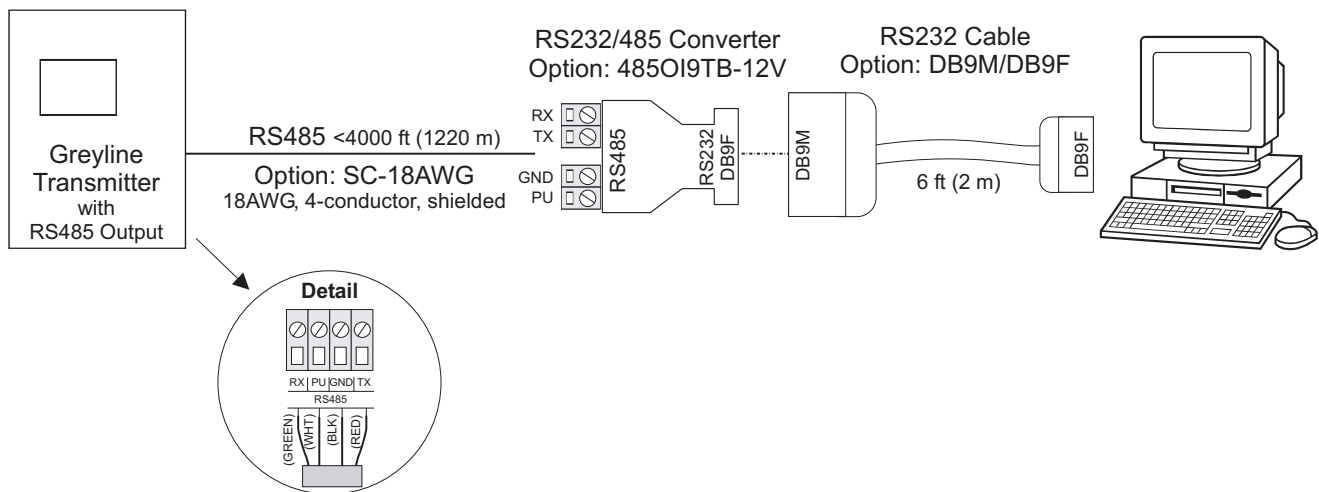 RS232/485 Converter
Option: 485OI9TB-12V
RS232 Cable
Option: DB9M/DB9F
Greyline
Transmitter
with
RS485 Output
RS485 <4000 ft (1220 m)
Option: SC-18AWG
18AWG, 4-conductor, shielded
RX
TX
GND
PU
RS485
RS232
DB9F
DB9M
6 ft (2 m)
DB9F
Detail
RX PU GND TX
RS485
(GREEN)
(WHT)
(BLK)
(RED)